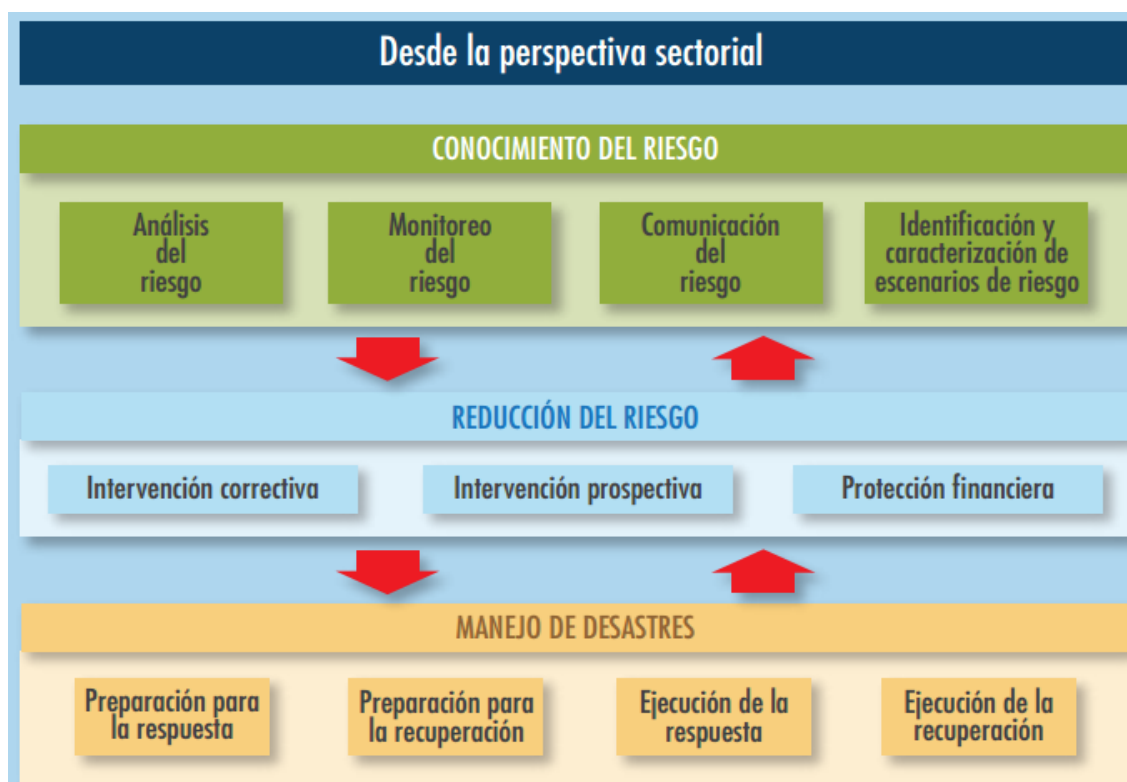 Desde la perspectiva sectorial
CONOCIMIENTO DEL RIESGO
Análisis
del
riesgo
Monitoreo
del
riesgo
Comunicación
del
riesgo
Identificación y
caracterización de
escenarios de riesgo
REDUCCIÓN DEL RIESGO
Intervención correctiva
Intervención prospectiva
Protección financiera
MANEJO DE DESASTRES
Preparación para
la respuesta
Preparación para
la recuperación
Ejecución de la
respuesta
Ejecución de la
recuperación